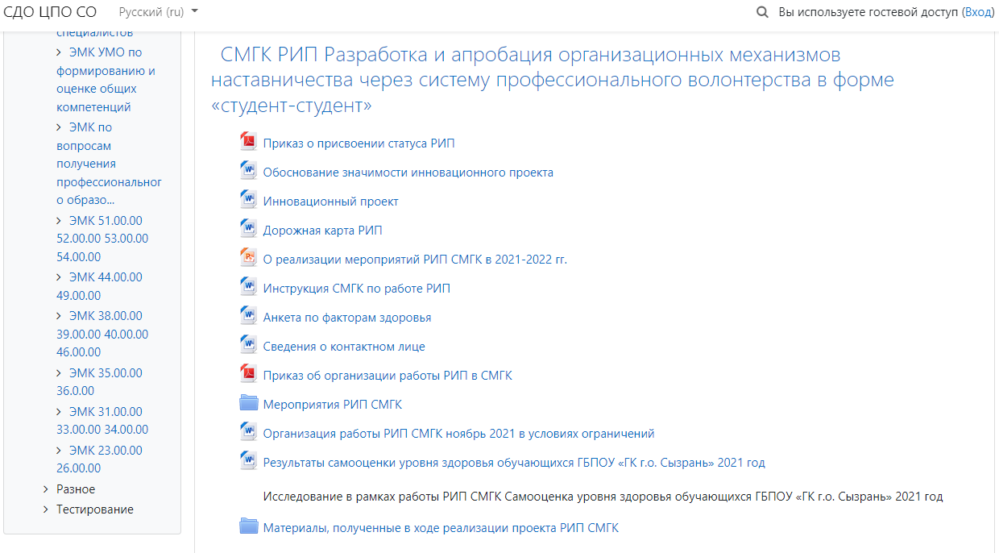 СДО ЦПО СО
Русский (ru)
Вы используете гостевой доступ (Вход)
специалистов
ЭМК УМО по
формированию и
оценке общих
компетенций
ЭМК по
вопросам
получения
профессиональног
о образо...
ЭМК 51.00.00
52.00.00 53.00.00
54.00.00
ЭМК 44.00.00
49.00.00
ЭМК 38.00.00
39.00.00 40.00.00
46.00.00
ЭМК 35.00.00
36.0.00
ЭМК 31.00.00
33.00.00 34.00.00
ЭМК 23.00.00
26.00.00
Разное
Тестирование
СМГК РИП Разработка и апробация организационных механизмов
наставничества через систему профессионального волонтерства в форме
«студент-студент»
Приказ о присвоении статуса РИП
Обоснование значимости инновационного проекта
Инновационный проект
Дорожная карта РИП
О реализации мероприятий РИП СМГК в 2021-2022 гг.
Инструкция СМГК по работе РИП
Анкета по факторам здоровья
Сведения о контактном лице
Приказ об организации работы РИП в СМГК
Мероприятия РИП СМГК
Организация работы РИП СМГК ноябрь 2021 в условиях ограничений
Результаты самооценки уровня здоровья обучающихся ГБПОУ «ГК г.о. Сызрань» 2021 год
Исследование в рамках работы РИП СМГК Самооценка уровня здоровья обучающихся ГБПОУ «ГК г.о. Сызрань» 2021 год
Материалы, полученные в ходе реализации проекта РИП СМГК